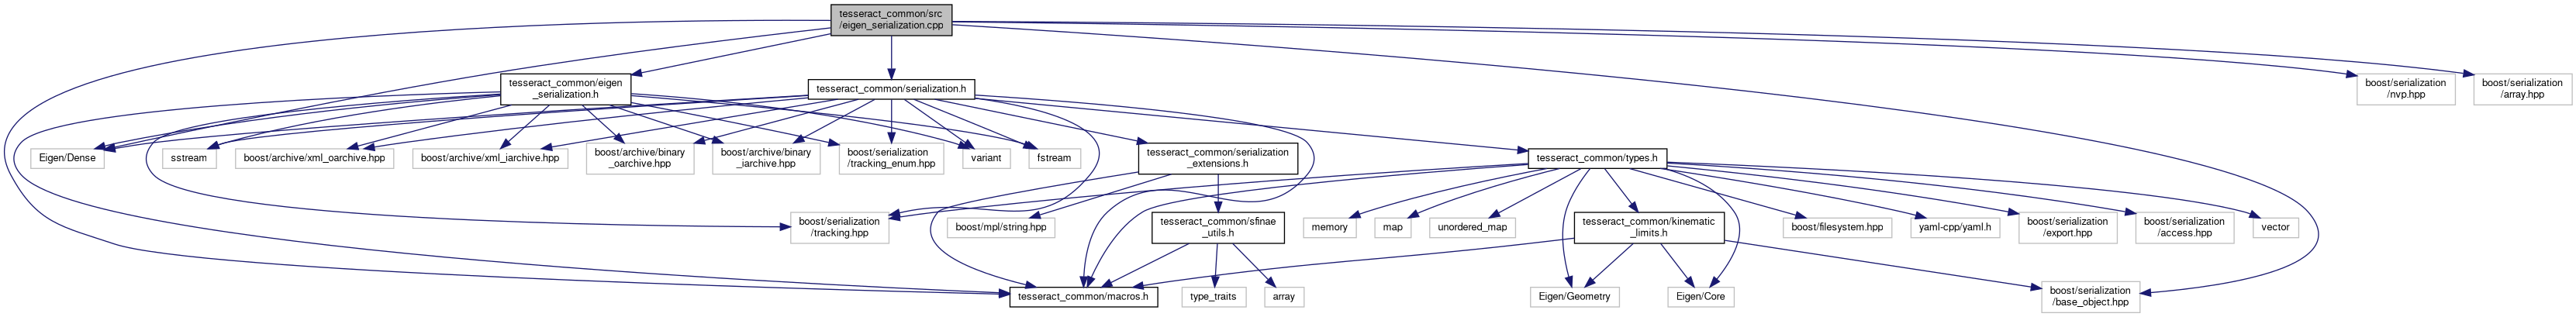 tesseract_common/src
/eigen_serialization.cpp
tesseract_common/eigen
_serialization.h
tesseract_common/serialization.h
boost/serialization
/nvp.hpp
boost/serialization
/array.hpp
Eigen/Dense
sstream
boost/archive/xml_oarchive.hpp
boost/archive/xml_iarchive.hpp
boost/archive/binary
_oarchive.hpp
boost/archive/binary
_iarchive.hpp
boost/serialization
/tracking_enum.hpp
variant
fstream
tesseract_common/serialization
_extensions.h
tesseract_common/types.h
boost/serialization
/tracking.hpp
boost/mpl/string.hpp
tesseract_common/sfinae
_utils.h
memory
map
unordered_map
tesseract_common/kinematic
_limits.h
boost/filesystem.hpp
yaml-cpp/yaml.h
boost/serialization
/export.hpp
boost/serialization
/access.hpp
vector
tesseract_common/macros.h
type_traits
array
Eigen/Geometry
Eigen/Core
boost/serialization
/base_object.hpp